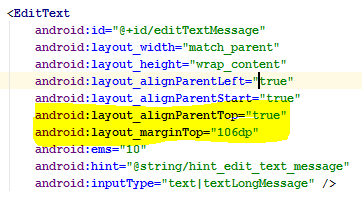 <EditText
android:id="@+id/editTextMessage"
android:layout_width="match_parent"
android:layout_height="wrap_content"
android:layout_alignParentLeft="true"
android:layout_alignParentStart="true"
android:layout_alignParentTop="true"
android:layout_marginTop="106dp"
android:ems="10"
android:hint="@string/hint_edit_text_message"
android:inputType="text|textLongMessage" />